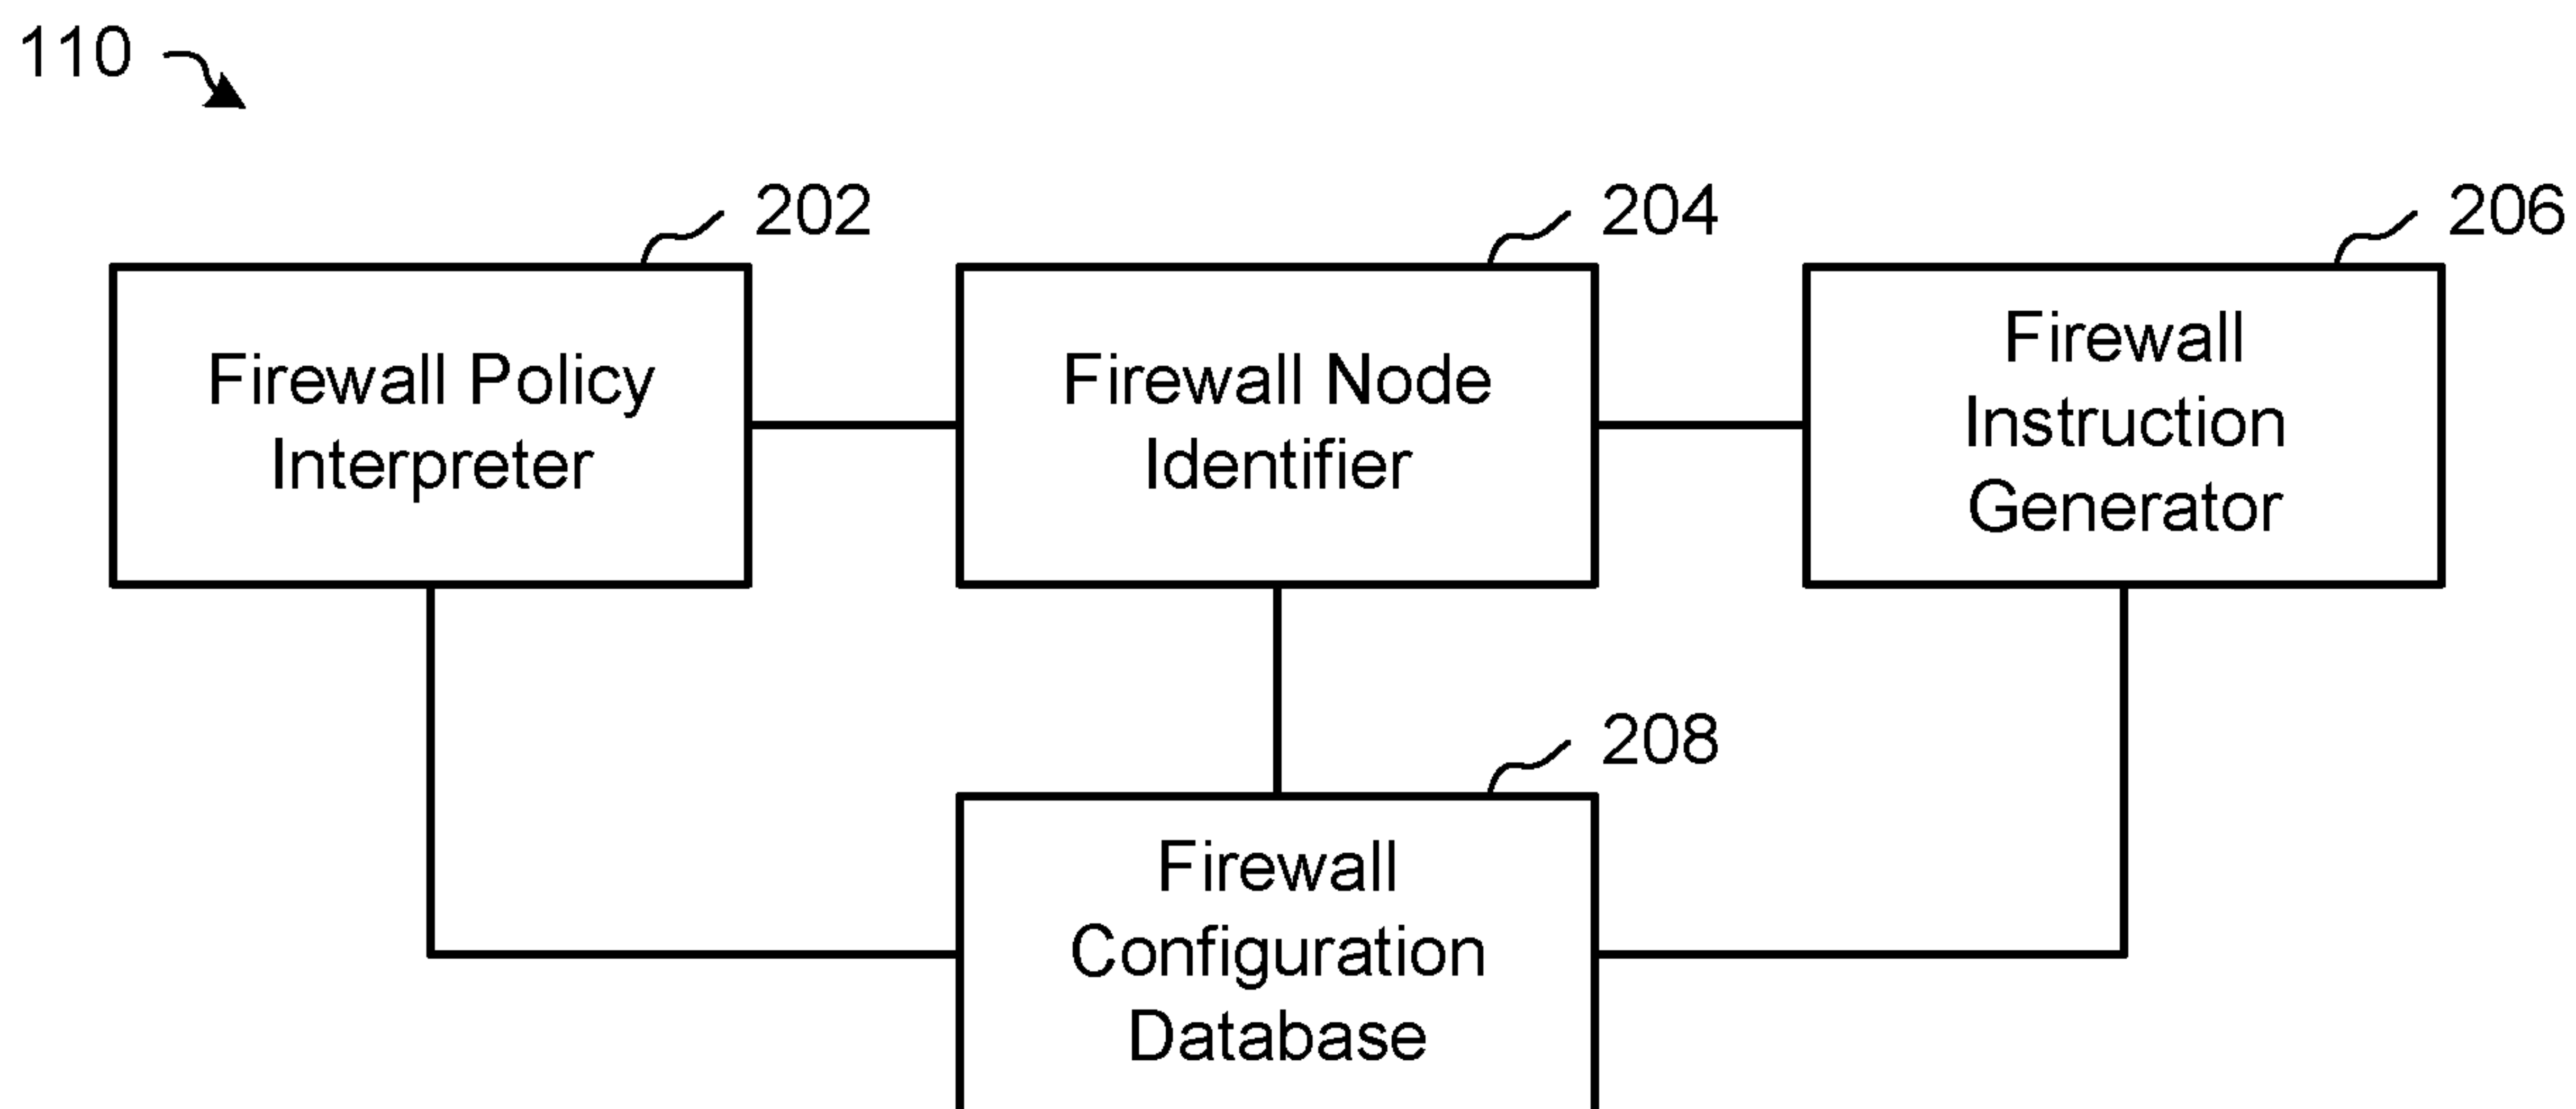 110
202
204
206
Firewall Policy
Interpreter
Firewall Node
Identifier
Firewall
Instruction
Generator
208
Firewall
Configuration
Database